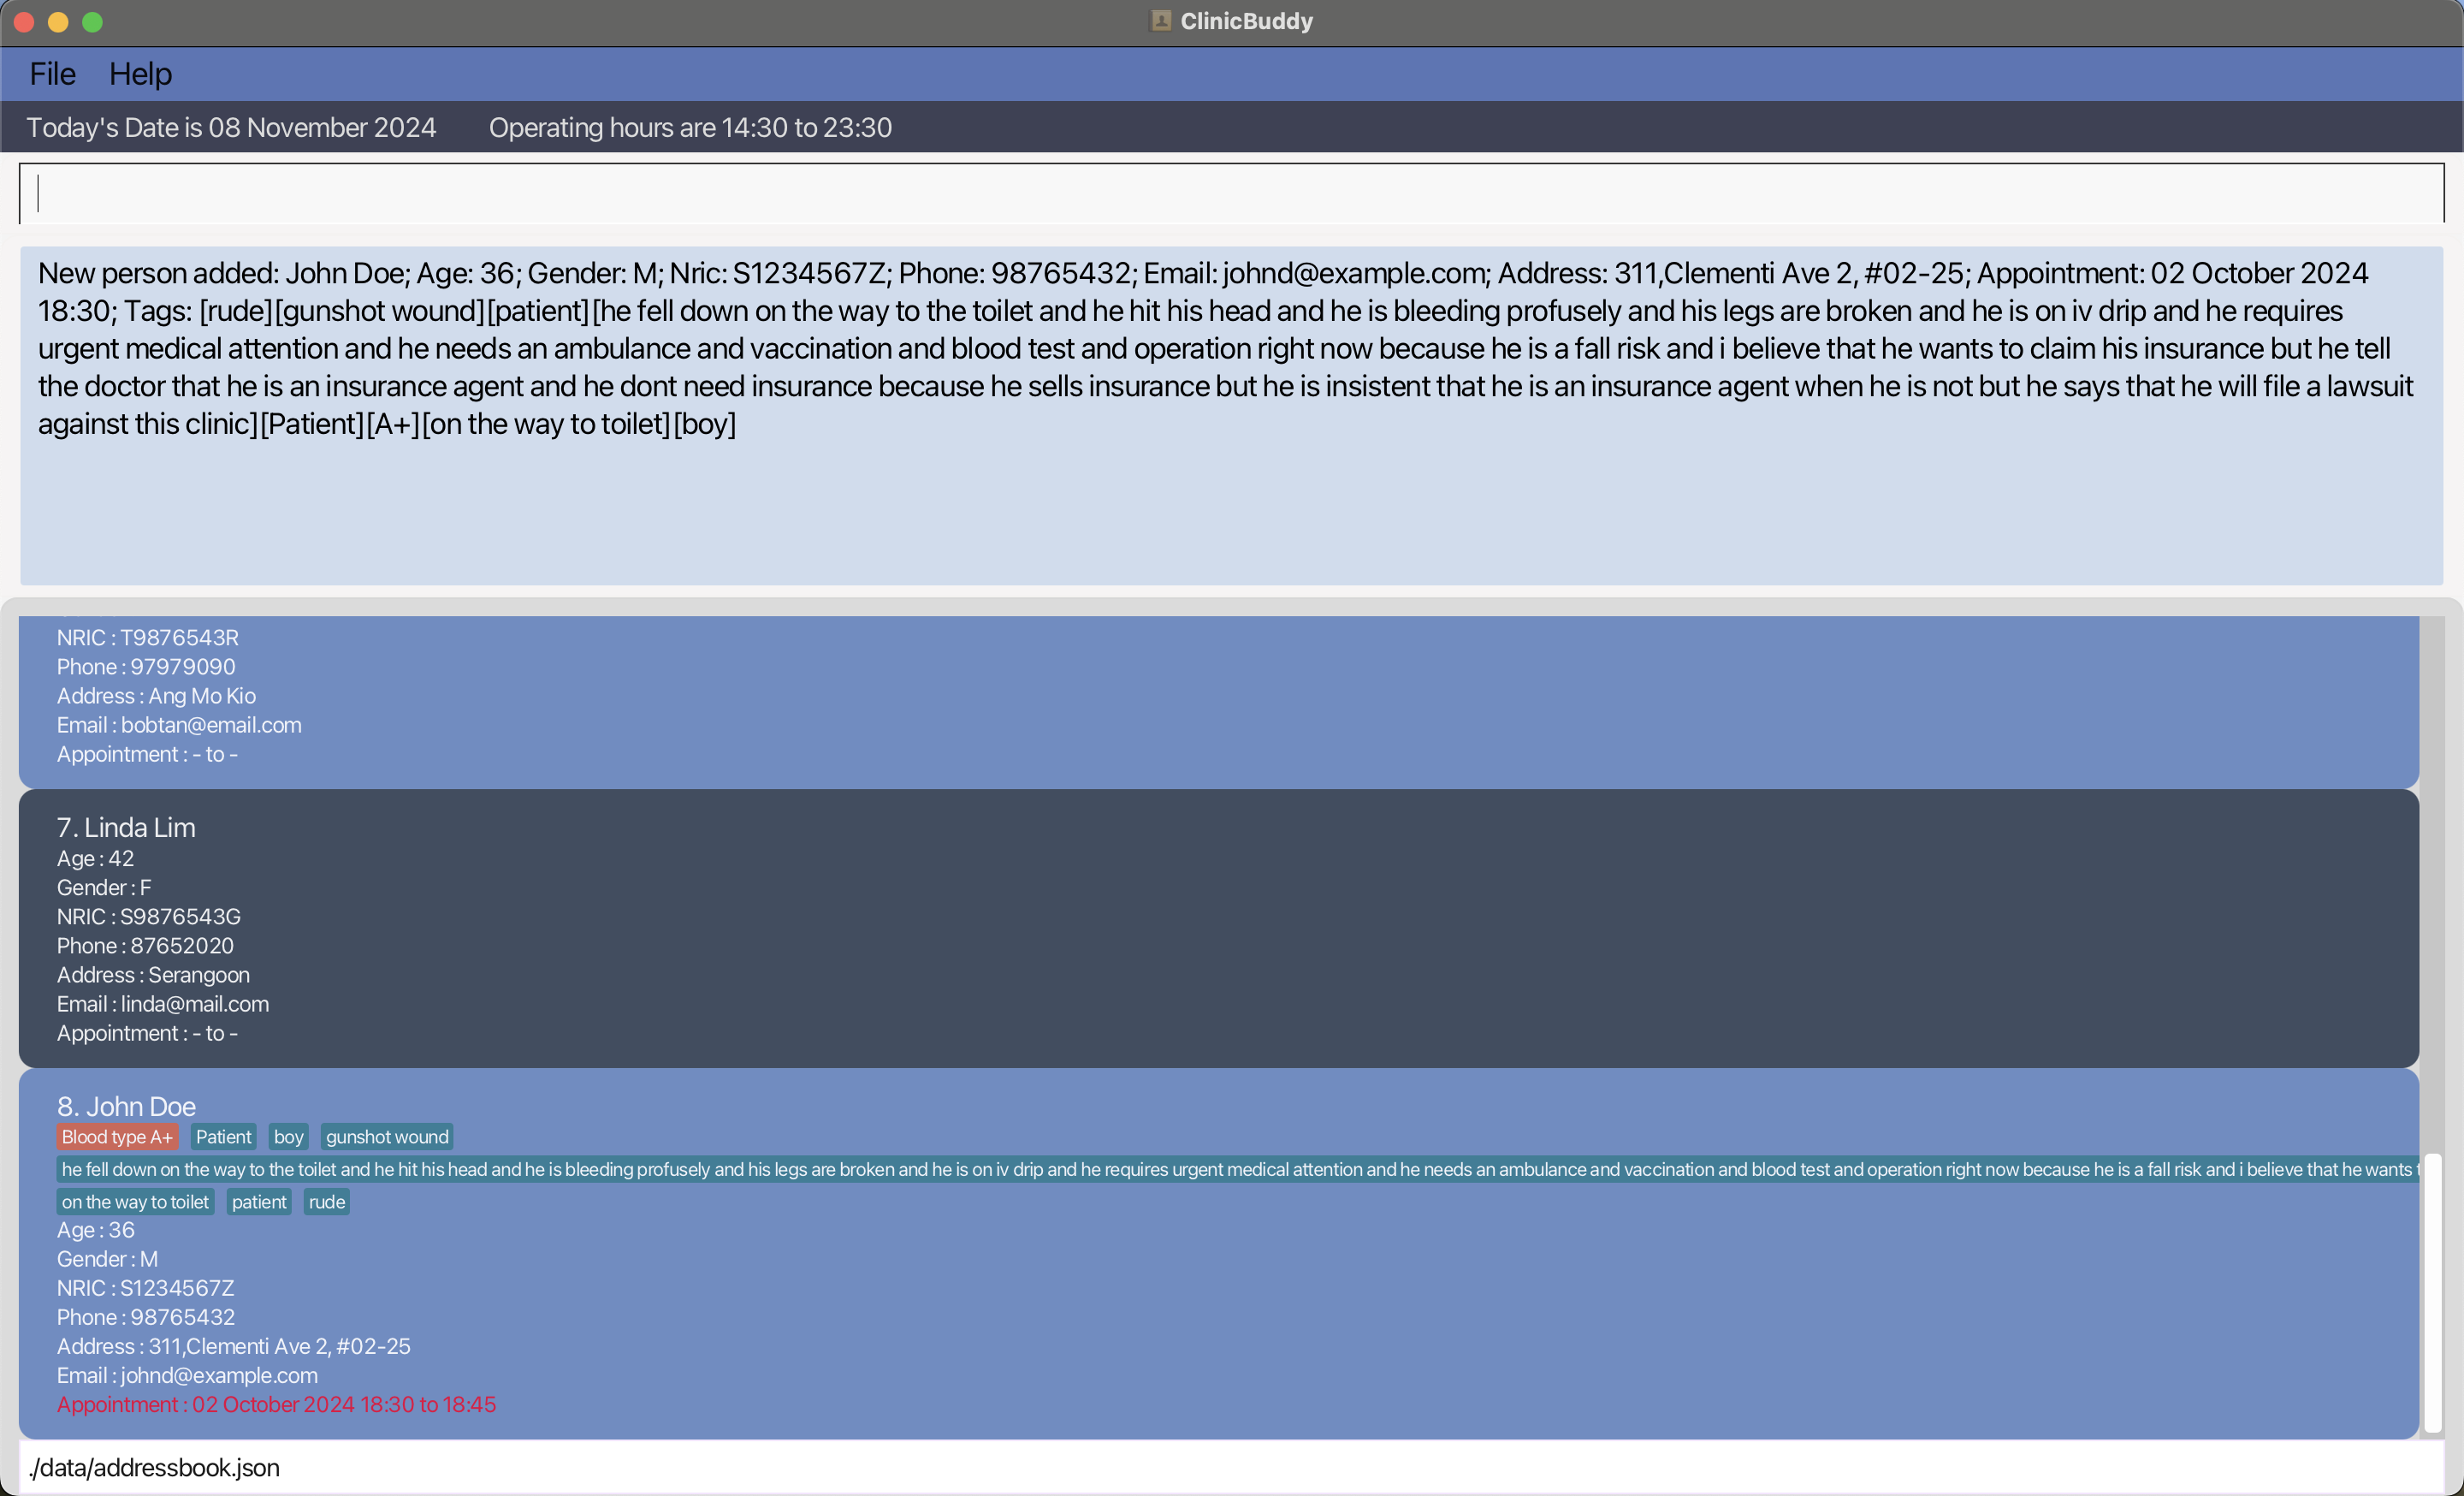 ClinicBuddy
File Help
Today's Date is 08 November 2024 Operating hours are 14:30 to 23:30
New person added: John Doe; Age: 36; Gender: M; Nric: S1234567Z; Phone: 98765432; Email: johnd@example.com; Address: 311,Clementi Ave 2, #02-25; Appointment: 02 October 2024
18:30; Tags: [rude][gunshot wound][patient][he fell down on the way to the toilet and he hit his head and he is bleeding profusely and his legs are broken and he is on iv drip and he requires
urgent medical attention and he needs an ambulance and vaccination and blood test and operation right now because he is a fall risk and i believe that he wants to claim his insurance but he tell
the doctor that he is an insurance agent and he dont need insurance because he sells insurance but he is insistent that he is an insurance agent when he is not but he says that he will file a lawsuit
against this clinic][Patient][A+][on the way to toilet][boy]
NRIC : T9876543R
Phone : 97979090
Address : Ang Mo Kio
Email : bobtan@email.com
Appointment : - to -
7. Linda Lim
Age : 42
Gender : F
NRIC : S9876543G
Phone : 87652020
Address : Serangoon
Email : linda@mail.com
Appointment : - to -
8. John Doe
Blood type A+ Patient boy gunshot wound
he fell down on the way to the toilet and he hit his head and he is bleeding profusely and his legs are broken and he is on iv drip and he requires urgent medical attention and he needs an ambulance and vaccination and blood test and operation right now because he is a fall risk and i believe that he wants
on the way to toilet patient rude
Age : 36
Gender : M
NRIC : S1234567Z
Phone : 98765432
Address : 311,Clementi Ave 2, #02-25
Email : johnd@example.com
Appointment : 02 October 2024 18:30 to 18:45
./data/addressbook.json